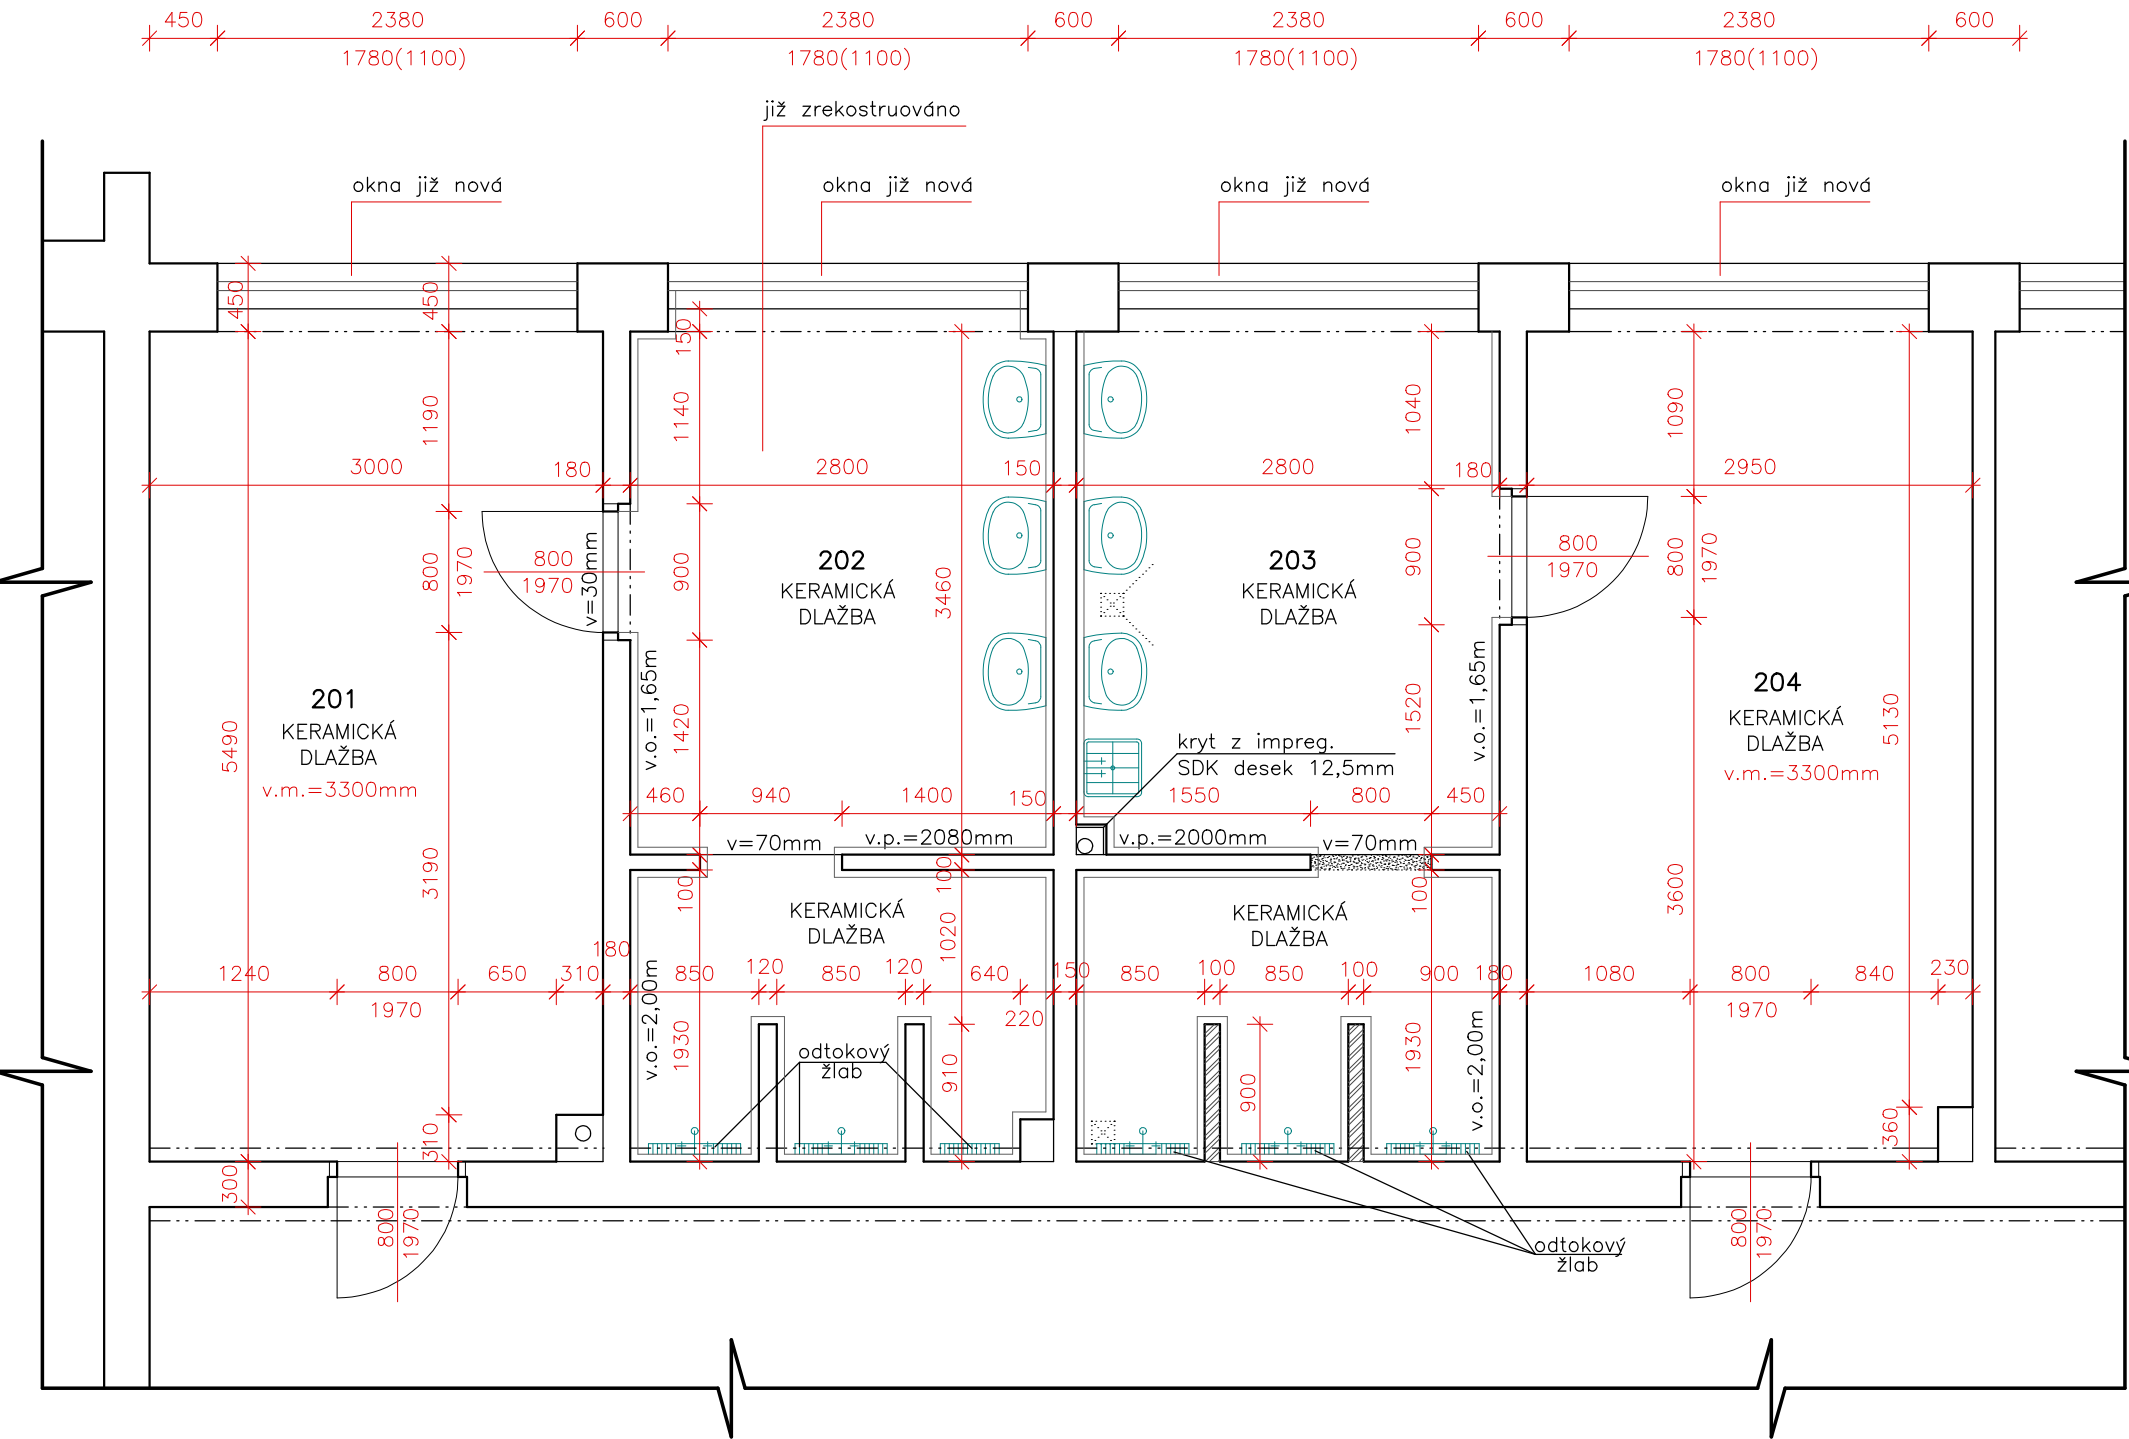 450 2380 600 2380 600 2380 600 2380 600
1780(1100) 1780(1100) 1780(1100) 1780(1100)
již zrekostruováno
okna již nová okna již nová okna již nová okna již nová
450 450
150
1190 1140 1040 1090
3000 180 2800 150 2800 180 2950
800 1970
800
1970
v=30mm
900 3460 900
800
1970
800 1970
202
KERAMICKÁ
DLAŽBA
203
KERAMICKÁ
DLAŽBA
201
KERAMICKÁ
DLAŽBA
v.m.=3300mm
204
KERAMICKÁ
DLAŽBA
v.m.=3300mm
5490 v.o.=1,65m 1420 1520 v.o.=1,65m 5130
kryt z impreg.
SDK desek 12,5mm
460 940 1400 150 1550 800 450
v=70mm v.p.=2080mm v.p.=2000mm v=70mm
3190 100 100 100 3600
KERAMICKÁ
DLAŽBA
KERAMICKÁ
DLAŽBA
1020
1240 800 650 310 180 850 120 850 120 640 150 850 100 850 100 900 180 1080 800 840 230
1970 220 1970
v.o.=2,00m 1930 910 900 1930 v.o.=2,00m
odtokový
žlab
310 360
300
800 1970 800 1970
odtokový
žlab